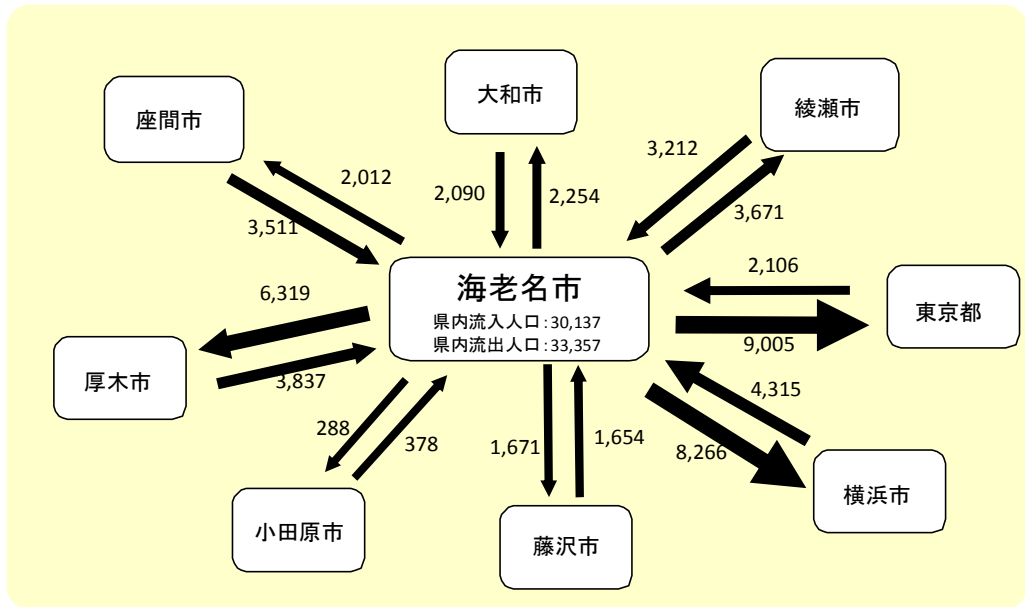 大和市
座間市
綾瀬市
3,212
2,012
2,090
2,254
3,671
3,511
2,106
海老名市
県内流入人口:30,137
県内流出人口:33,357
6,319
東京都
9,005
厚木市
3,837
4,315
288
378
1,671
1,654
8,266
横浜市
小田原市
藤沢市